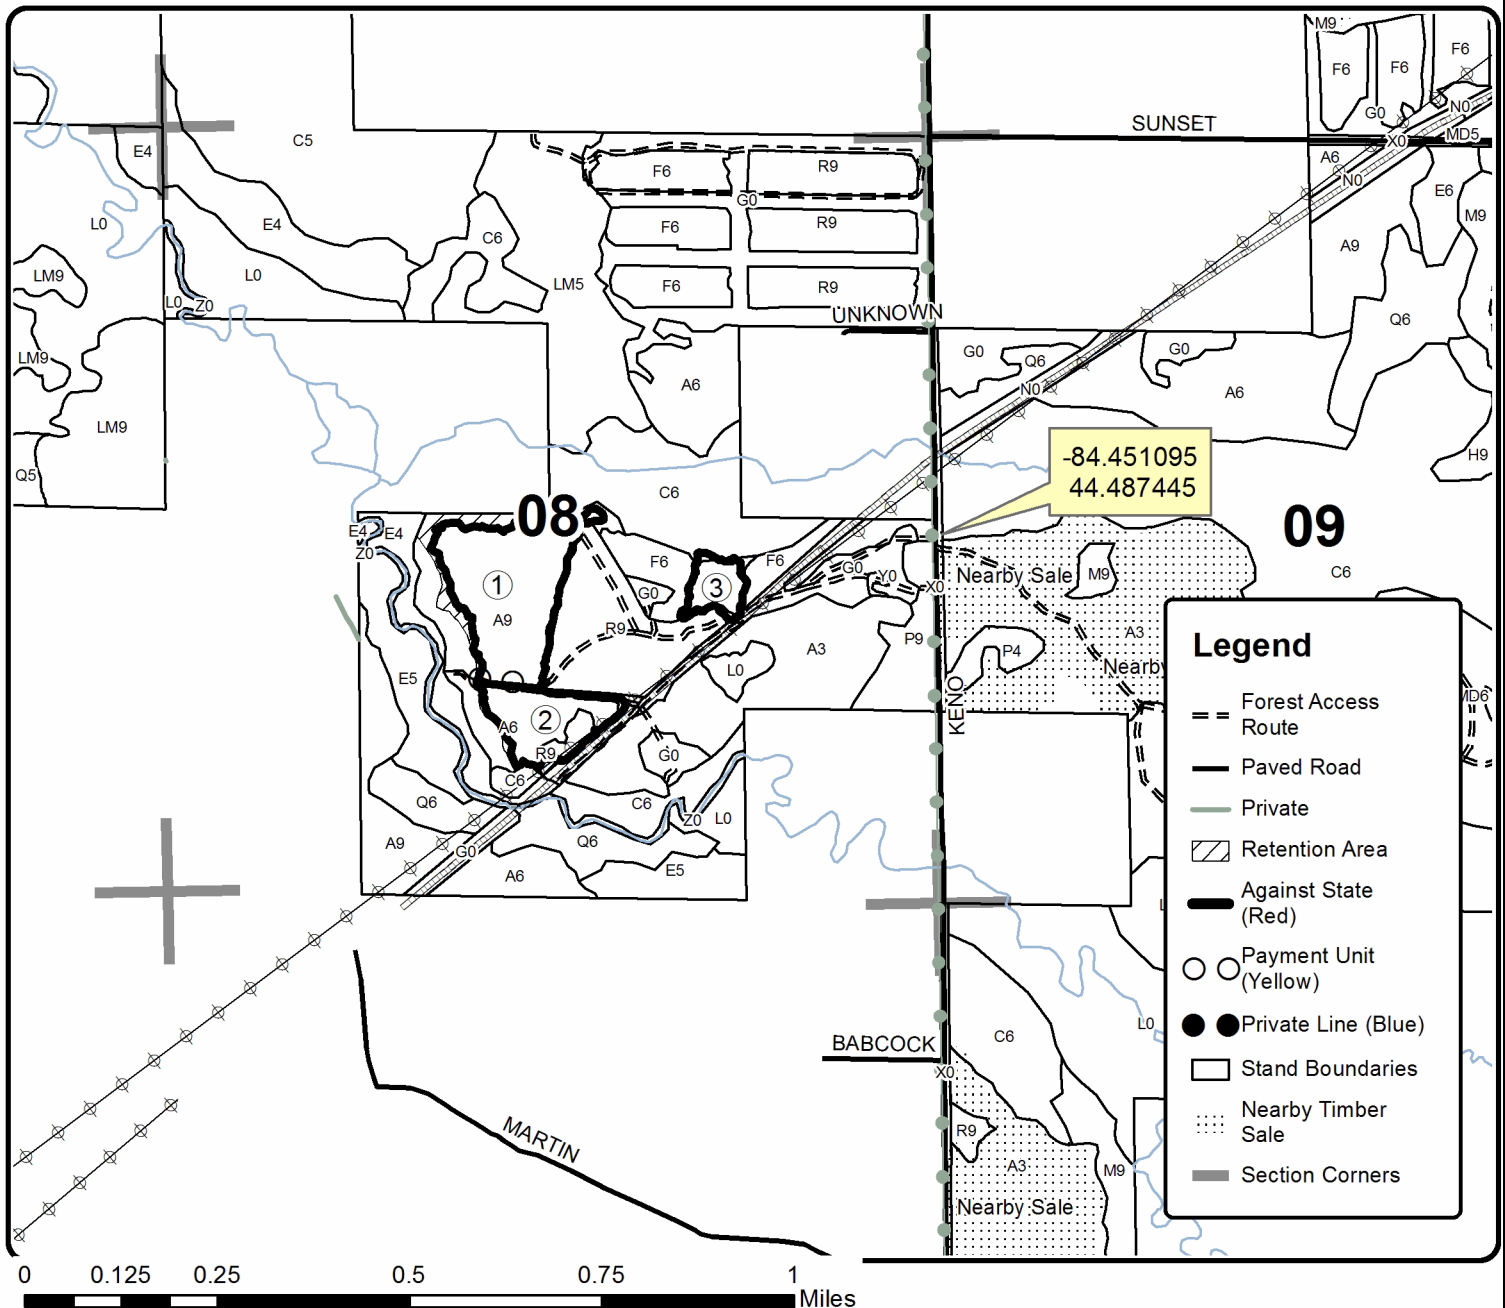 M9
F6
F6
F6
G0
N0
SUNSET
X0
MD5
E4
C5
A6
N0
F6
R9
G0
E6
M9
L0
E4
F6
R9
C6
A9
LM9
L0
LM5
F6
R9
L0
Z0
UNKNOWN
Q6
LM9
G0
Q6
G0
A6
N0
A6
LM9
-84.451095
44.487445
Q5
H9
C6
08
09
E4
E4
Z0
F6
F6
G0
Y0
X0
Nearby Sale
M9
C6
1
G0
3
A9
R9
A3
P9
A3
P4
Nearby
L0
E5
KENO
MD6
2
A6
R9
G0
C6
Q6
C6
Z0
L0
A9
G0
Q6
A6
E5
L
C6
L0
BABCOCK
X0
MARTIN
R9
A3
M9
Nearby Sale
Legend
Forest Access
Route
Paved Road
Private
Retention Area
Against State
(Red)
Payment Unit
(Yellow)
Private Line (Blue)
Stand Boundaries
Nearby Timber
Sale
Section Corners
0 0.125 0.25 0.5 0.75 1
Miles